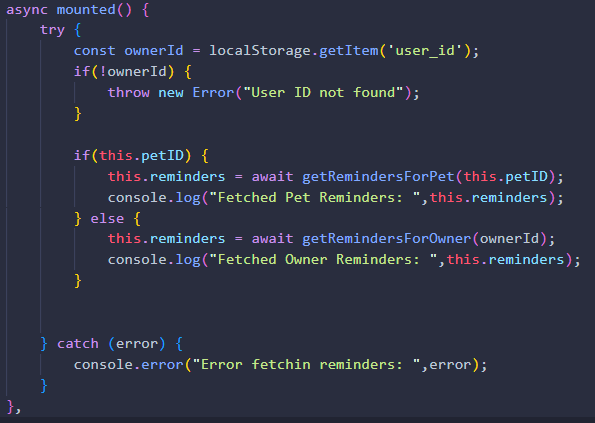 async mounted() {
try {
const ownerId = localStorage.getItem('user_id');
if(!ownerId) {
throw new Error("User ID not found");
}
if(this.petID) {
this.reminders = await getRemindersForPet(this.petID);
console.log("Fetched Pet Reminders: ",this.reminders);
} else {
this.reminders = await getRemindersForOwner(ownerId);
console.log("Fetched Owner Reminders: ",this.reminders);
}
} catch (error) {
console.error("Error fetchin reminders: ",error);
}
},